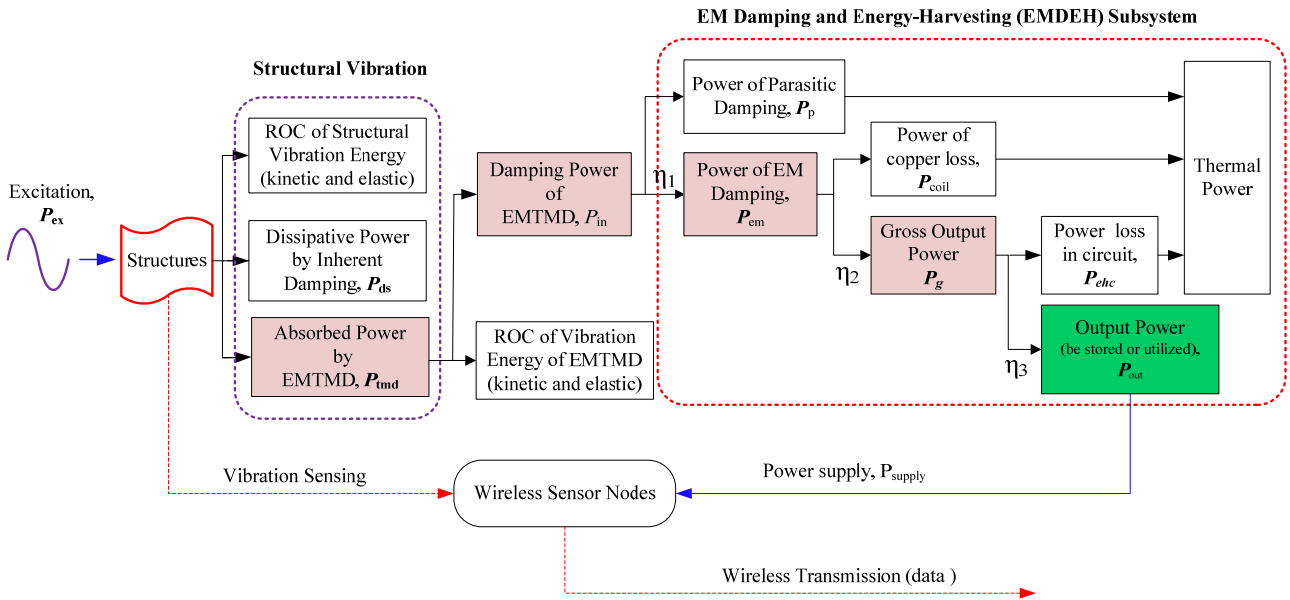 EM Damping and Energy-Harvesting (EMDEH) Subsystem
Structural Vibration
Excitation,
Pex
Structures
ROC of Structural
Vibration Energy
(kinetic and elastic)
Dissipative Power
by Inherent
Damping, Pds
Absorbed Power
by
EMTMD, Ptmd
Damping Power
of
EMTMD, Pin
ROC of Vibration
Energy of EMTMD
(kinetic and elastic)
η1
Power of Parasitic
Damping, Pp
Power of EM
Damping,
Pem
Power of
copper loss,
Pcoil
η2
Gross Output
Power
Pg
Power loss
in circuit,
Pehc
η3
Output Power
(be stored or utilized),
Pout
Thermal
Power
Vibration Sensing
Wireless Sensor Nodes
Power supply, Psupply
Wireless Transmission (data )